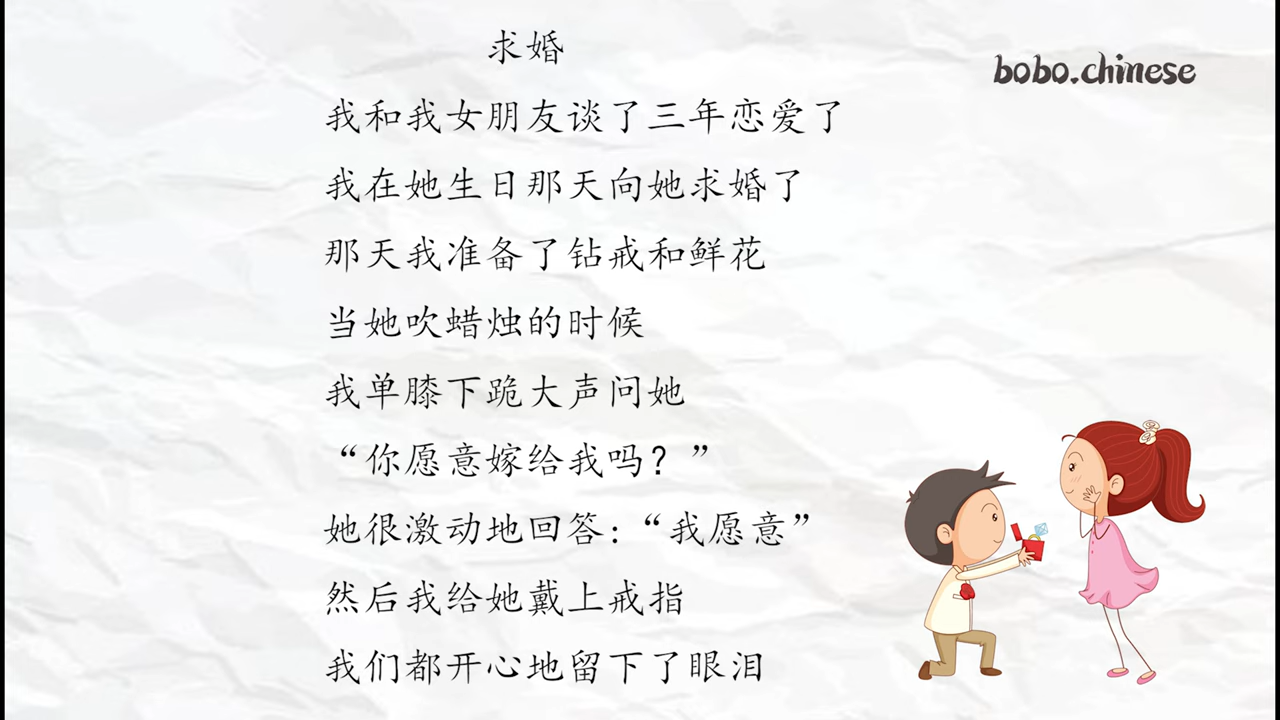 求婚
bobo.chinese
我和我女朋友谈了三年恋爱了
我在她生日那天向她求婚了
那天我准备了钻戒和鲜花
当她吹蜡烛的时候
我单膝下跪大声问她
“你愿意嫁给我吗？”
她很激动地回答：“我愿意”
然后我给她戴上戒指
我们都开心地留下了眼泪